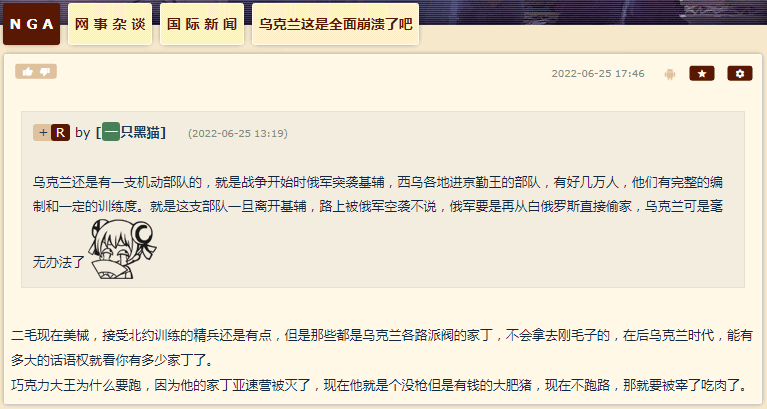 NGA 网事杂谈 国际新闻 乌克兰这是全面崩溃了吧
2022-06-25 17:46
+ R by [一只黑猫] (2022-06-25 13:19)
乌克兰还是有一支机动部队的，就是战争开始时俄军突袭基辅，西乌各地进京勤王的部队，有好几万人，他们有完整的编
制和一定的训练度。就是这支部队一旦离开基辅，路上被俄军空袭不说，俄军要是再从白俄罗斯直接偷家，乌克兰可是毫
无办法了
二毛现在美械，接受北约训练的精兵还是有点，但是那些都是乌克兰各路派阀的家丁，不会拿去刚毛子的，在后乌克兰时代，能有
多大的话语权就看你有多少家丁了。
巧克力大王为什么要跑，因为他的家丁亚速营被灭了，现在他就是个没枪但是有钱的大肥猪，现在不跑路，那就要被宰了吃肉了。